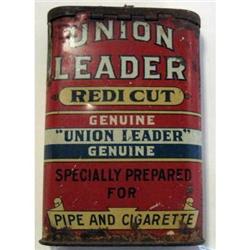 UNION
LEADER
REDI CUT
GENUINE
"UNION LEADER"
GENUINE
SPECIALLY PREPARED
FOR
PIPE AND CIGARETTE